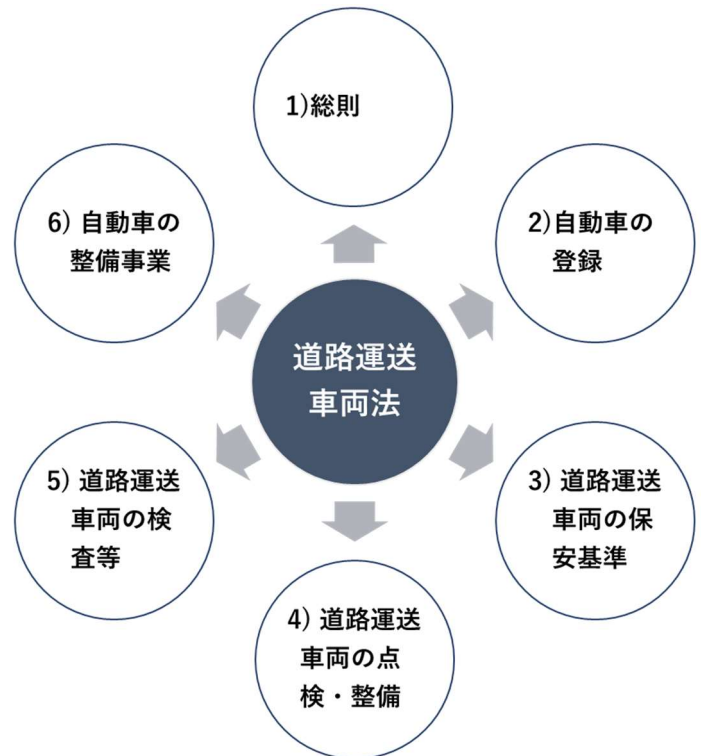 1)総則
2)自動車の
登録
3) 道路運送
車両の保
安基準
4) 道路運送
車両の点
検・整備
5) 道路運送
車両の検
査等
6) 自動車の
整備事業
道路運送
車両法